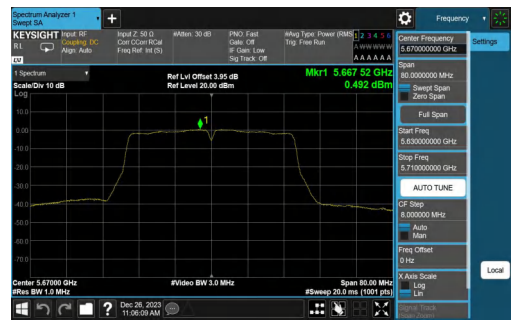 Spectrum Analyzer 1
Swept SA
+
Frequency
KEYSIGHT
Input: RF
Coupling: DC
Align: Auto
Input Z: 50 Ω
Corr CCorr RCal
Freq Ref: Int (S)
#Atten: 30 dB
PNO: Fast
Gate: Off
IF Gain: Low
Sig Track: Off
#Avg Type: Power (RMS
Trig: Free Run
1 2 3 4 5 6
A W W W W W
A A A A A A
R L
LV
1 Spectrum
Scale/Div 10 dB
Log
Ref Lvl Offset 3.95 dB
Ref Level 20.00 dBm
Mkr1 5.667 52 GHz
0.492 dBm
1
10.0
0.00
-10.0
-20.0
-30.0
-40.0
-50.0
-60.0
-70.0
Center 5.67000 GHz
#Res BW 1.0 MHz
#Video BW 3.0 MHz
Span 80.00 MHz
#Sweep 20.0 ms (1001 pts)
Dec 26, 2023
11:06:09 AM
Center Frequency
5.670000000 GHz
Settings
Span
80.0000000 MHz
Swept Span
Zero Span
Full Span
Start Freq
5.630000000 GHz
Stop Freq
5.710000000 GHz
AUTO TUNE
CF Step
8.000000 MHz
Auto
Man
Freq Offset
0 Hz
X Axis Scale
Log
Lin
Signal Track
Local